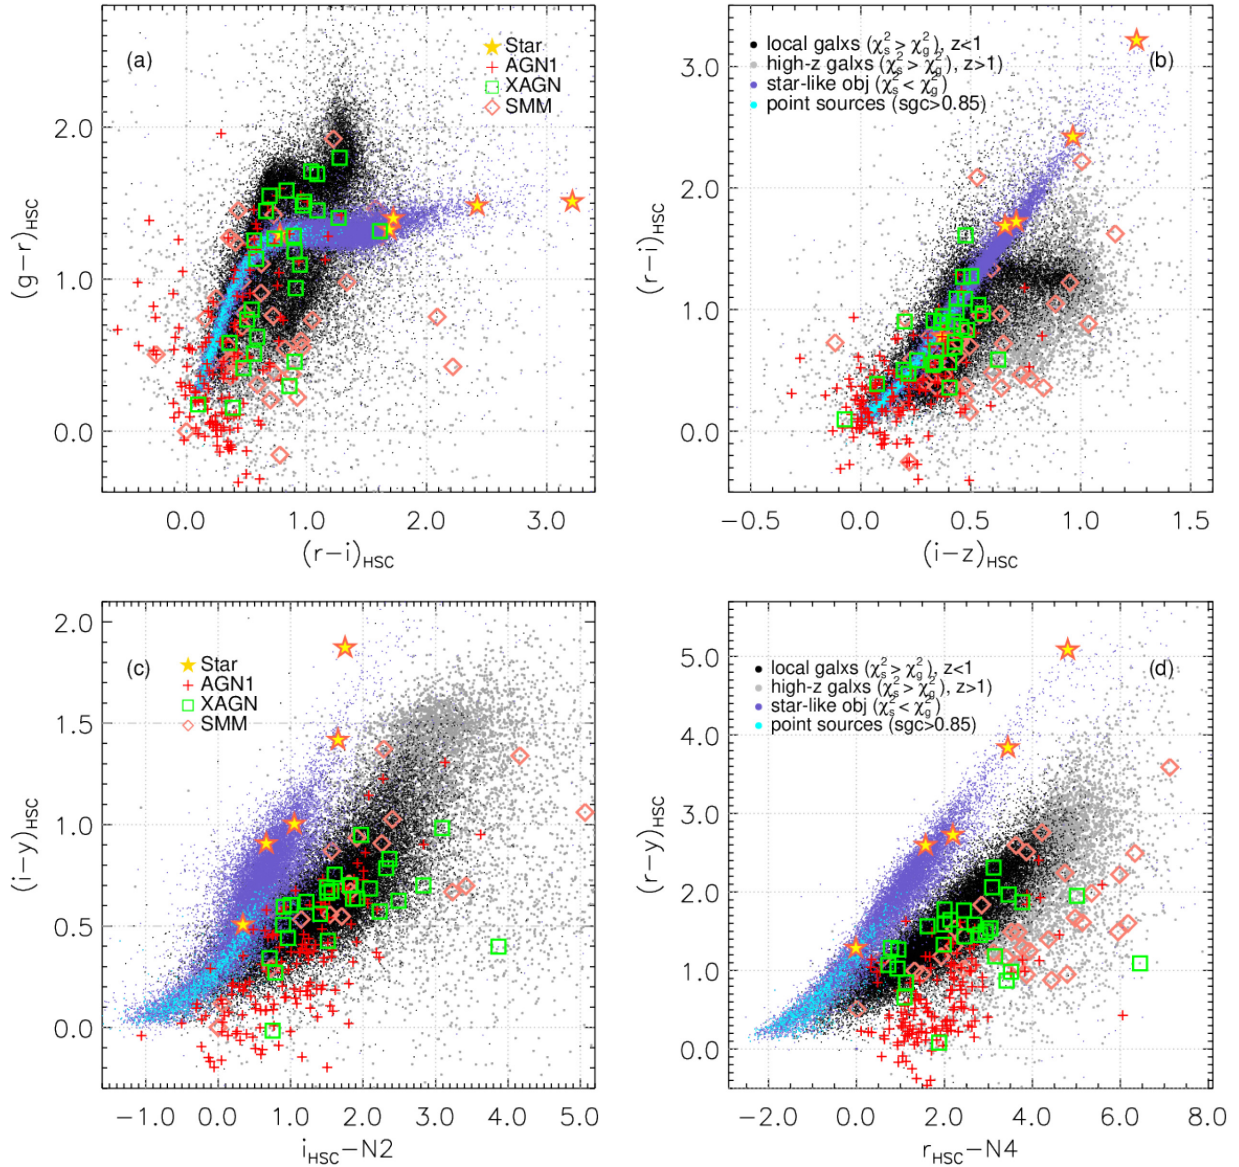 (a)
Star
AGN1
XAGN
SMM
2.0
1.0
0.0
(g−r)HSC
0.0 1.0 2.0 3.0
(r−i)HSC
local galxs (χs² > χg²), z<1
high-z galxs (χs² > χg²), z>1)
star-like obj (χs² < χg²)
point sources (sgc>0.85)
(b)
3.0
2.0
1.0
0.0
(r−i)HSC
−0.5 0.0 0.5 1.0 1.5
(i−z)HSC
(c)
Star
AGN1
XAGN
SMM
2.0
1.5
1.0
0.5
0.0
(i−y)HSC
−1.0 0.0 1.0 2.0 3.0 4.0 5.0
iHSC−N2
local galxs (χs² > χg²), z<1
high-z galxs (χs² > χg²), z>1)
star-like obj (χs² < χg²)
point sources (sgc>0.85)
(d)
5.0
4.0
3.0
2.0
1.0
0.0
(r−y)HSC
−2.0 0.0 2.0 4.0 6.0 8.0
rHSC−N4